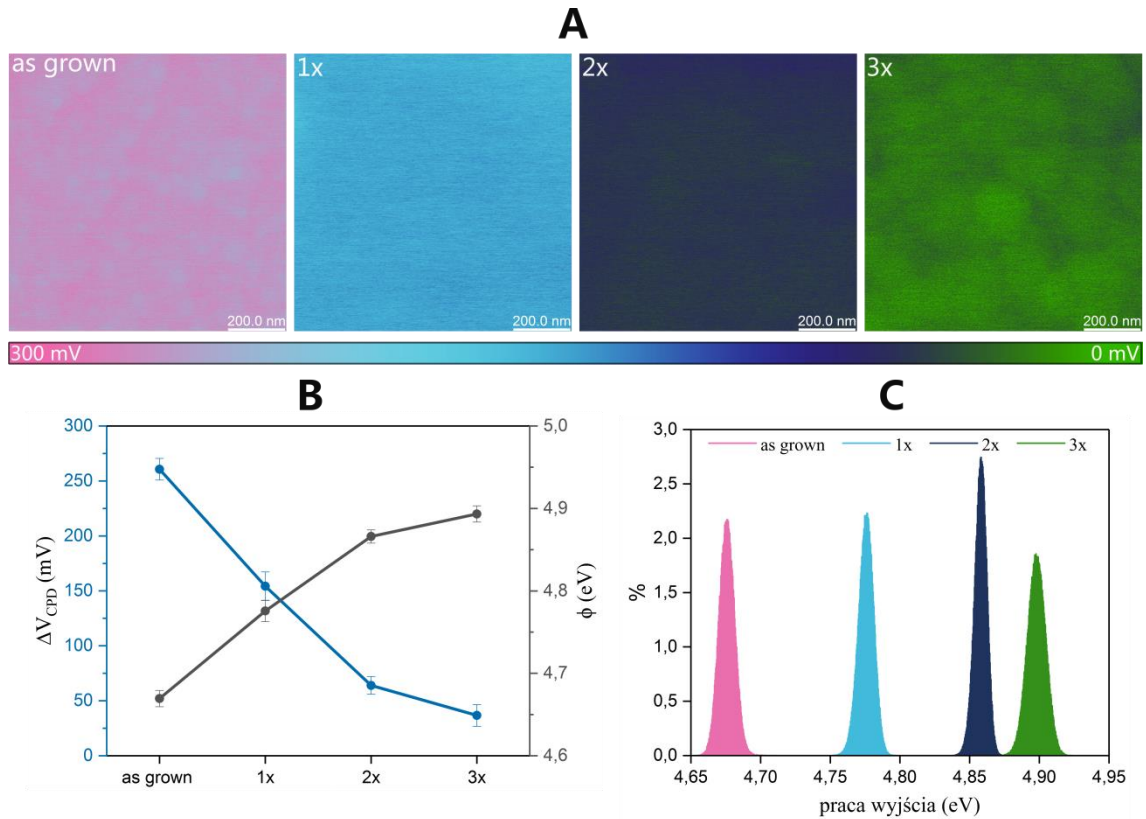 A
as grown
1x
2x
3x
200.0 nm
200.0 nm
200.0 nm
200.0 nm
300 mV
0 mV
B
300
250
200
150
100
50
0
ΔV_CPD (mV)
5,0
4,9
4,8
4,7
4,6
ϕ (eV)
as grown
1x
2x
3x
C
as grown
1x
2x
3x
3,0
2,5
2,0
1,5
1,0
0,5
0,0
%
4,65
4,70
4,75
4,80
4,85
4,90
4,95
praca wyjścia (eV)